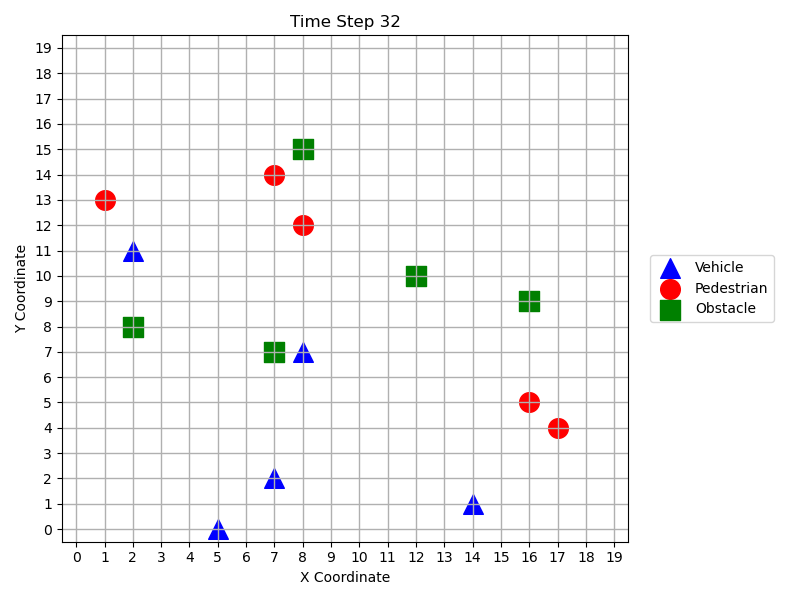 Time Step 32
Y Coordinate
19
18
17
16
15
14
13
12
11
10
9
8
7
6
5
4
3
2
1
0
0 1 2 3 4 5 6 7 8 9 10 11 12 13 14 15 16 17 18 19
X Coordinate
Vehicle
Pedestrian
Obstacle